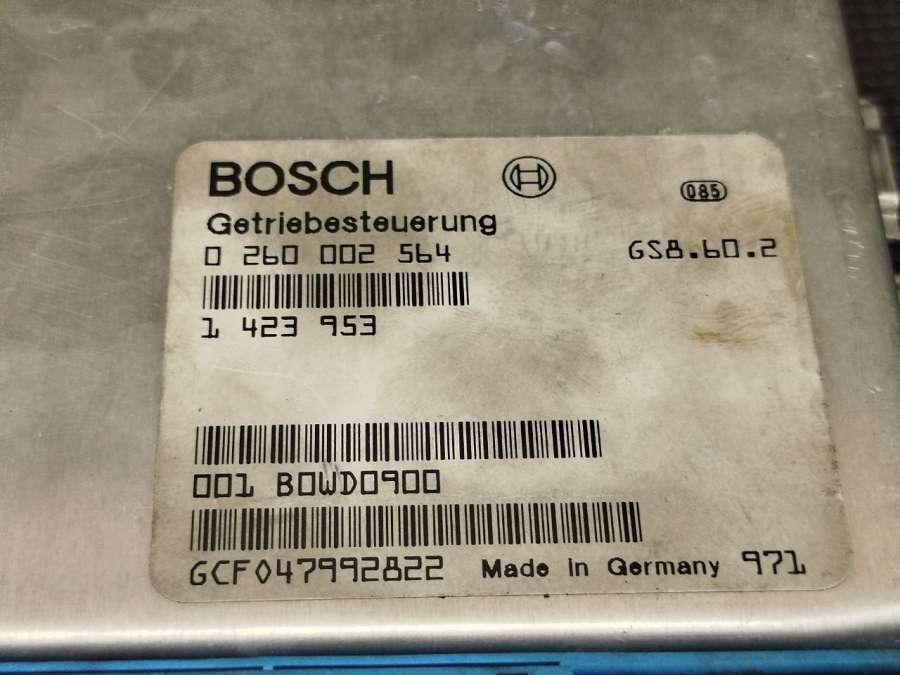 BOSCH
085
Getriebesteuerung
0 260 002 564 GS8.60.2
1 423 953
001 B0WD0900
GCF047992822 Made in Germany 971